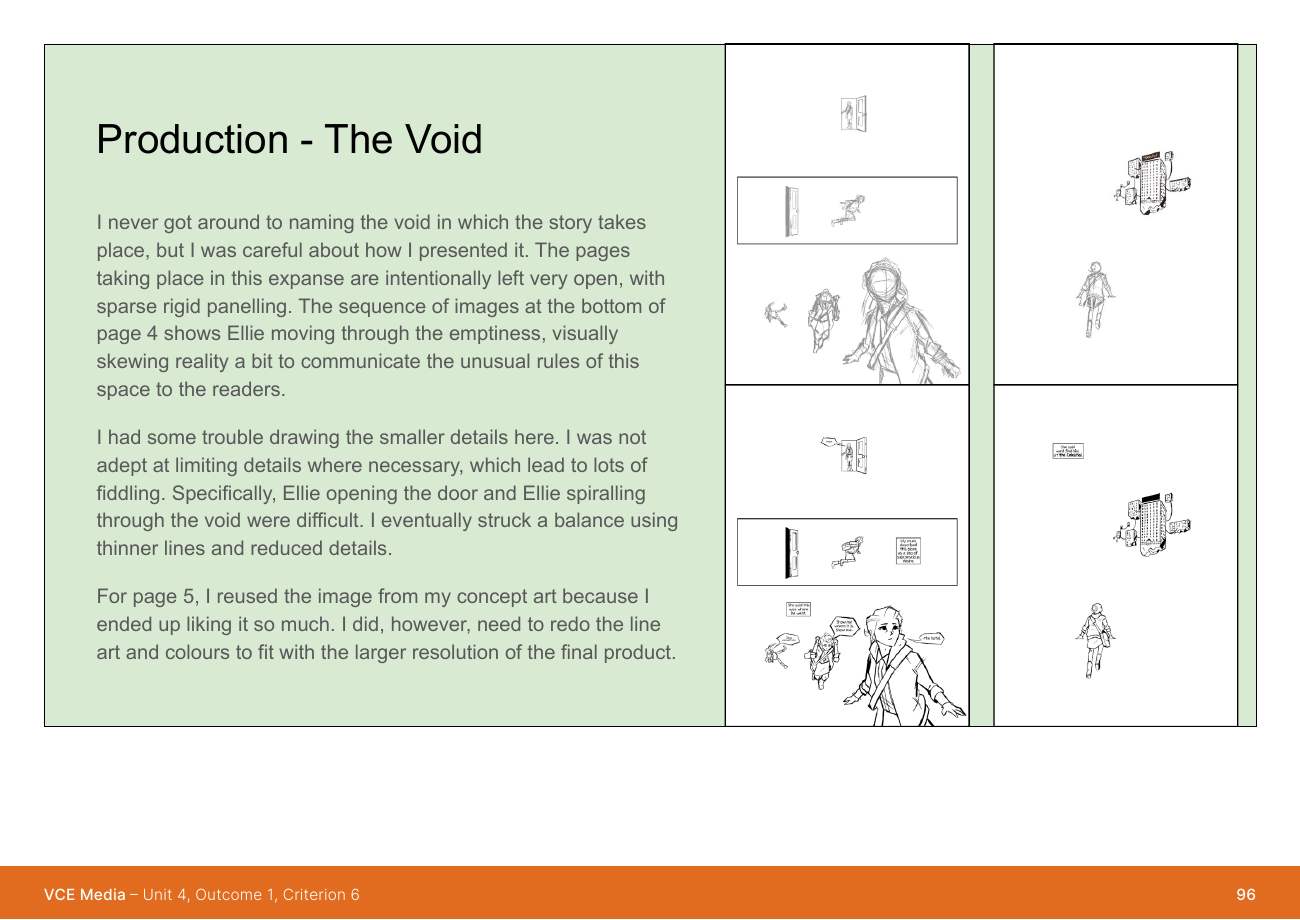 Production - The Void
I never got around to naming the void in which the story takes
place, but I was careful about how I presented it. The pages
taking place in this expanse are intentionally left very open, with
sparse rigid panelling. The sequence of images at the bottom of
page 4 shows Ellie moving through the emptiness, visually
skewing reality a bit to communicate the unusual rules of this
space to the readers.
I had some trouble drawing the smaller details here. I was not
adept at limiting details where necessary, which lead to lots of
fiddling. Specifically, Ellie opening the door and Ellie spiralling
through the void were difficult. I eventually struck a balance using
thinner lines and reduced details.
For page 5, I reused the image from my concept art because I
ended up liking it so much. I did, however, need to redo the line
art and colours to fit with the larger resolution of the final product.
VCE Media – Unit 4, Outcome 1, Criterion 6
96